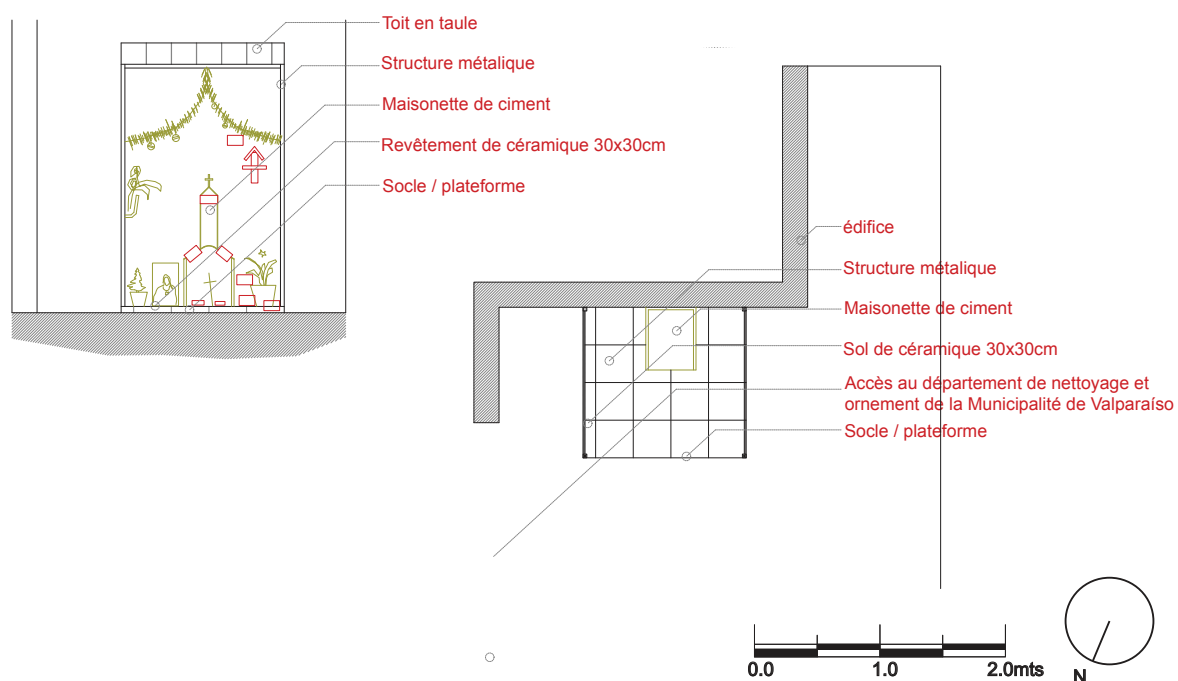 Toit en taule
Structure métalique
Maisonette de ciment
Revêtement de céramique 30x30cm
Socle / plateforme
édifice
Structure métalique
Maisonette de ciment
Sol de céramique 30x30cm
Accès au département de nettoyage et
ornement de la Municipalité de Valparaíso
Socle / plateforme
0.0 1.0 2.0mts
N